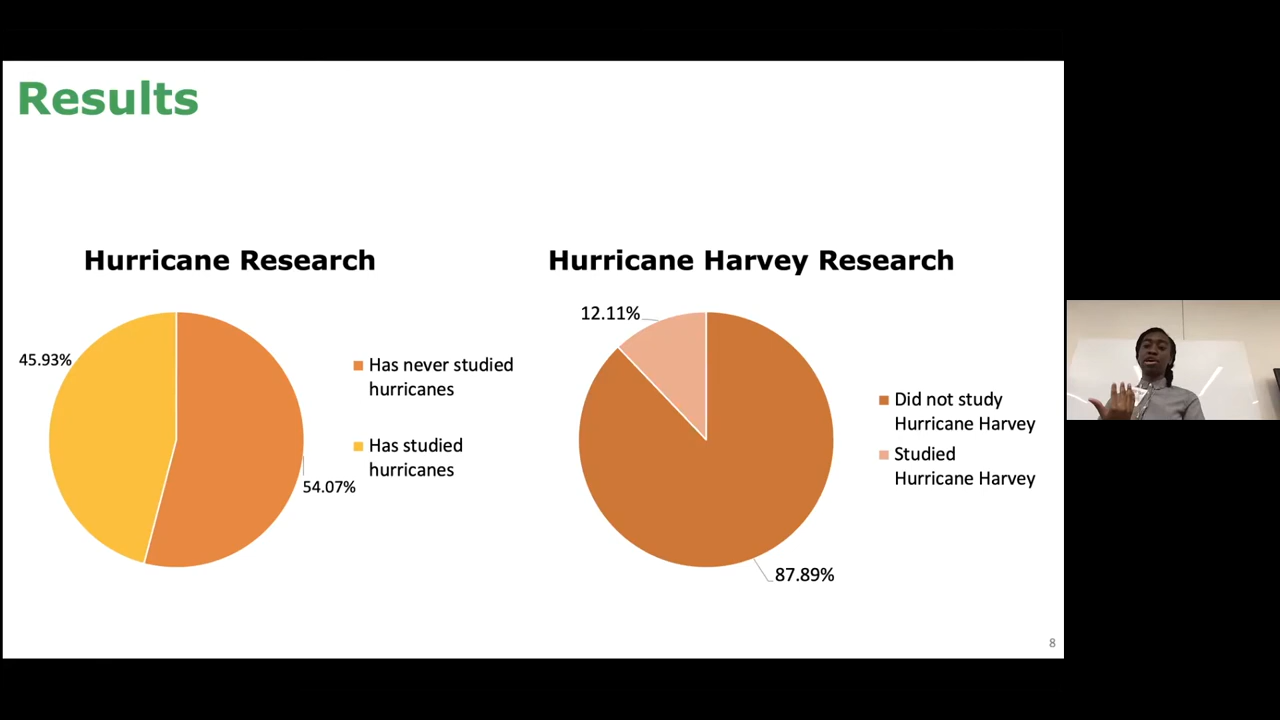 Results
Hurricane Research
45.93%
54.07%
Has never studied
hurricanes
Has studied
hurricanes
Hurricane Harvey Research
12.11%
87.89%
Did not study
Hurricane Harvey
Studied
Hurricane Harvey
8